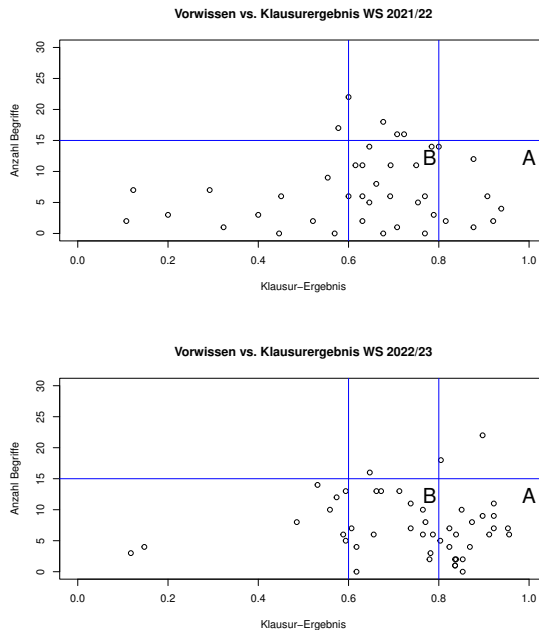 Vorwissen vs. Klausurergebnis WS 2021/22
30
25
20
15
10
5
0
Anzahl Begriffe
B
A
0.0 0.2 0.4 0.6 0.8 1.0
Klausur−Ergebnis
Vorwissen vs. Klausurergebnis WS 2022/23
30
25
20
15
10
5
0
Anzahl Begriffe
B
A
0.0 0.2 0.4 0.6 0.8 1.0
Klausur−Ergebnis